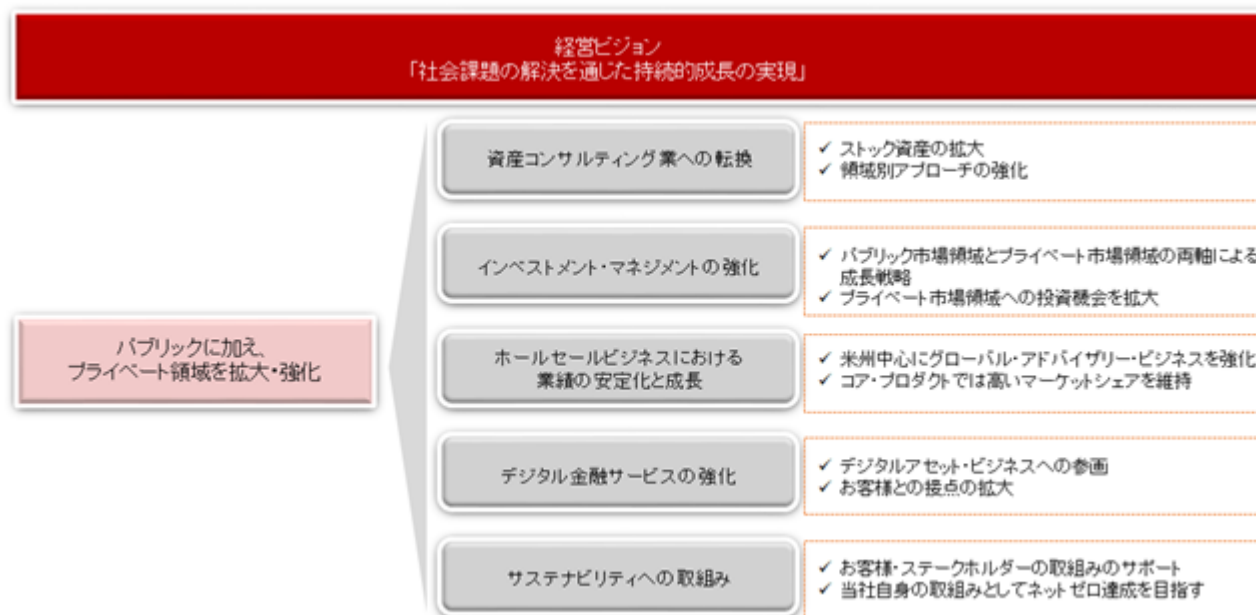 経営ビジョン
「社会課題の解決を通じた持続的成長の実現」
パブリックに加え、
プライベート領域を拡大・強化
資産コンサルティング業への転換
✓ ストック資産の拡大
✓ 領域別アプローチの強化
インベストメント・マネジメントの強化
✓ パブリック市場領域とプライベート市場領域の両軸による
成長戦略
✓ プライベート市場領域への投資機会を拡大
ホールセールビジネスにおける
業績の安定化と成長
✓ 米州中心にグローバル・アドバイザリー・ビジネスを強化
✓ コア・プロダクトでは高いマーケットシェアを維持
デジタル金融サービスの強化
✓ デジタルアセット・ビジネスへの参画
✓ お客様との接点の拡大
サステナビリティへの取組み
✓ お客様・ステークホルダーの取組みのサポート
✓ 当社自身の取組みとしてネットゼロ達成を目指す